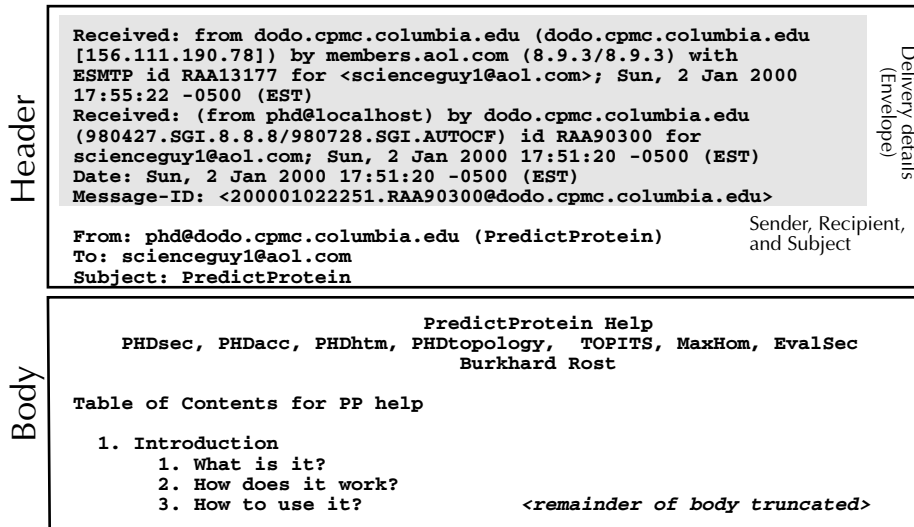 Header
Received: from dodo.cpmc.columbia.edu (dodo.cpmc.columbia.edu
[156.111.190.78]) by members.aol.com (8.9.3/8.9.3) with
ESMTP id RAA13177 for <scienceguy1@aol.com>; Sun, 2 Jan 2000
17:55:22 -0500 (EST)
Received: (from phd@localhost) by dodo.cpmc.columbia.edu
(980427.SGI.8.8.8/980728.SGI.AUTOCF) id RAA90300 for
scienceguy1@aol.com; Sun, 2 Jan 2000 17:51:20 -0500 (EST)
Date: Sun, 2 Jan 2000 17:51:20 -0500 (EST)
Message-ID: <200001022251.RAA90300@dodo.cpmc.columbia.edu>
Delivery details
(Envelope)
From: phd@dodo.cpmc.columbia.edu (PredictProtein)
To: scienceguy1@aol.com
Subject: PredictProtein
Sender, Recipient,
and Subject
Body
PredictProtein Help
PHDsec, PHDacc, PHDhtm, PHDtopology, TOPITS, MaxHom, EvalSec
Burkhard Rost
Table of Contents for PP help
1. Introduction
1. What is it?
2. How does it work?
3. How to use it? <remainder of body truncated>